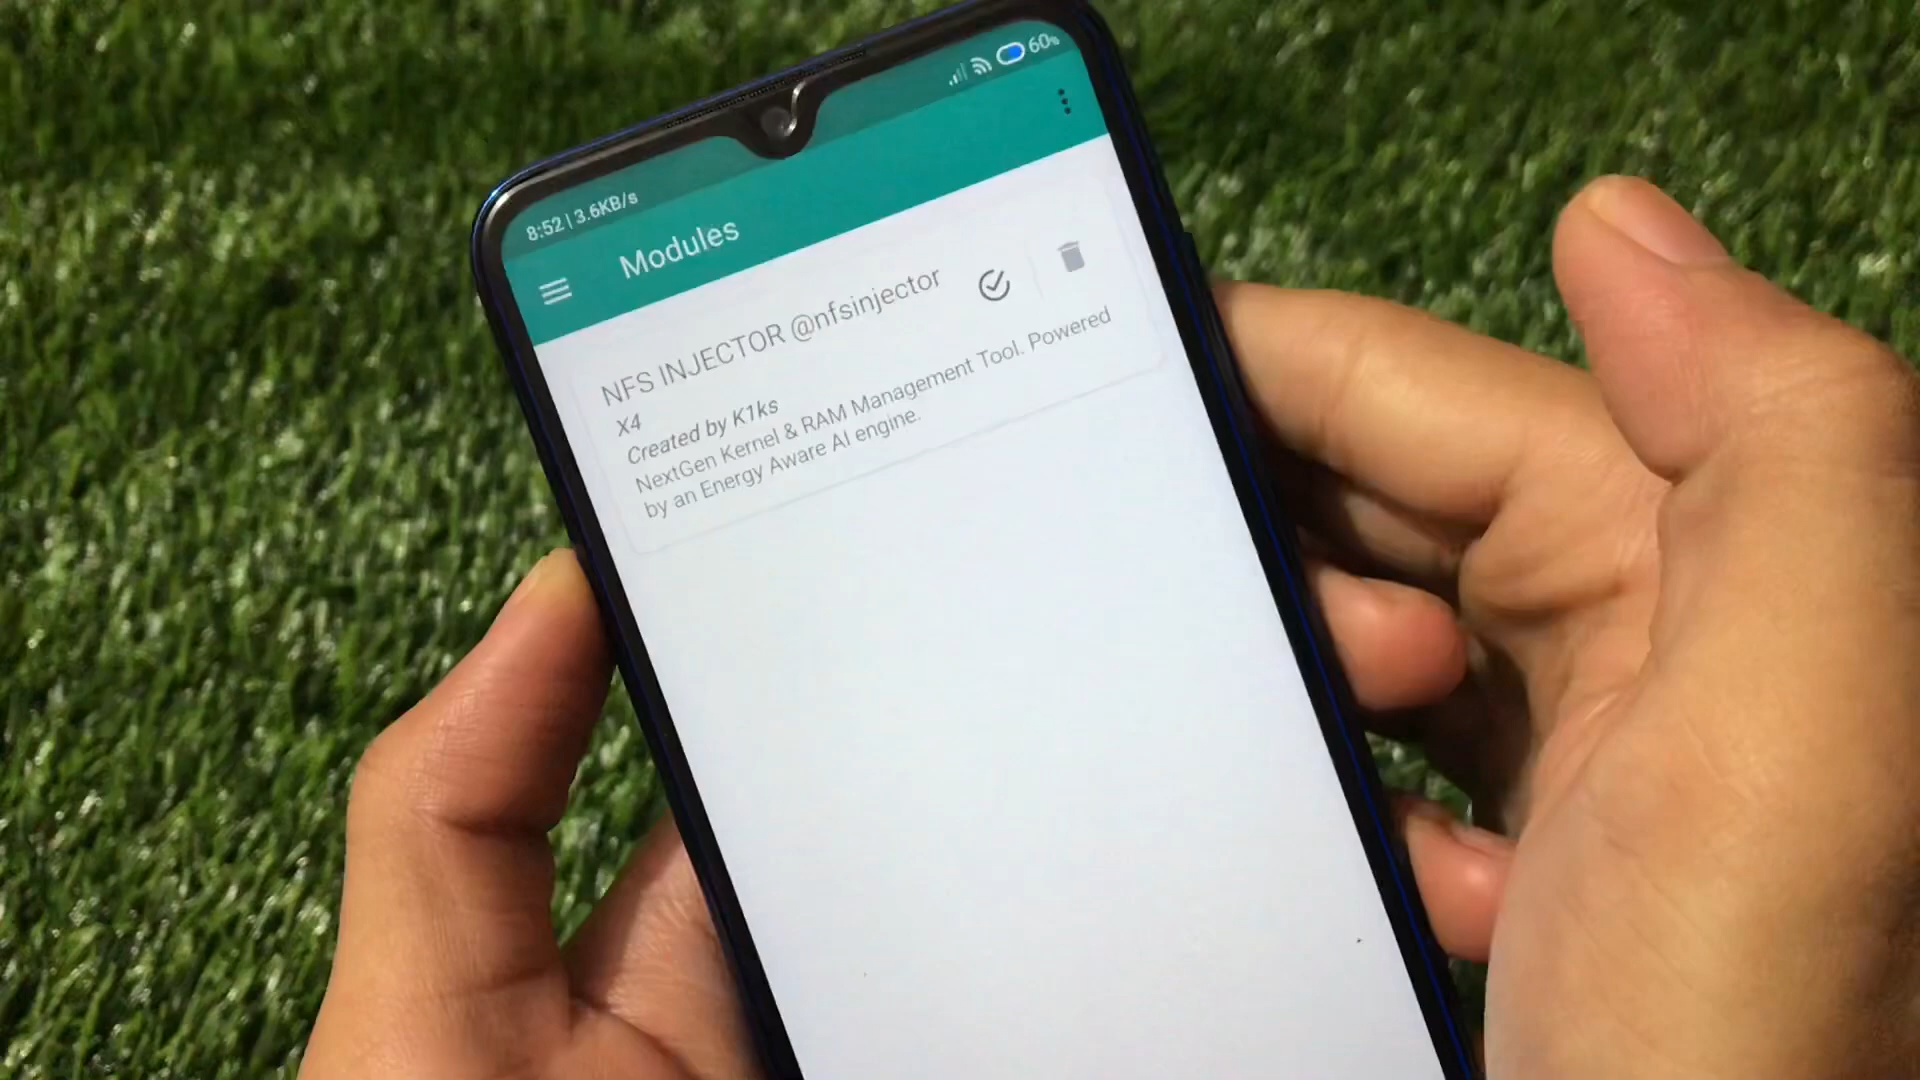 8:52 | 3.6KB/s
60%
Modules
NFS INJECTOR @nfsinjector
X4
Created by K1ks
NextGen Kernel & RAM Management Tool. Powered
by an Energy Aware AI engine.